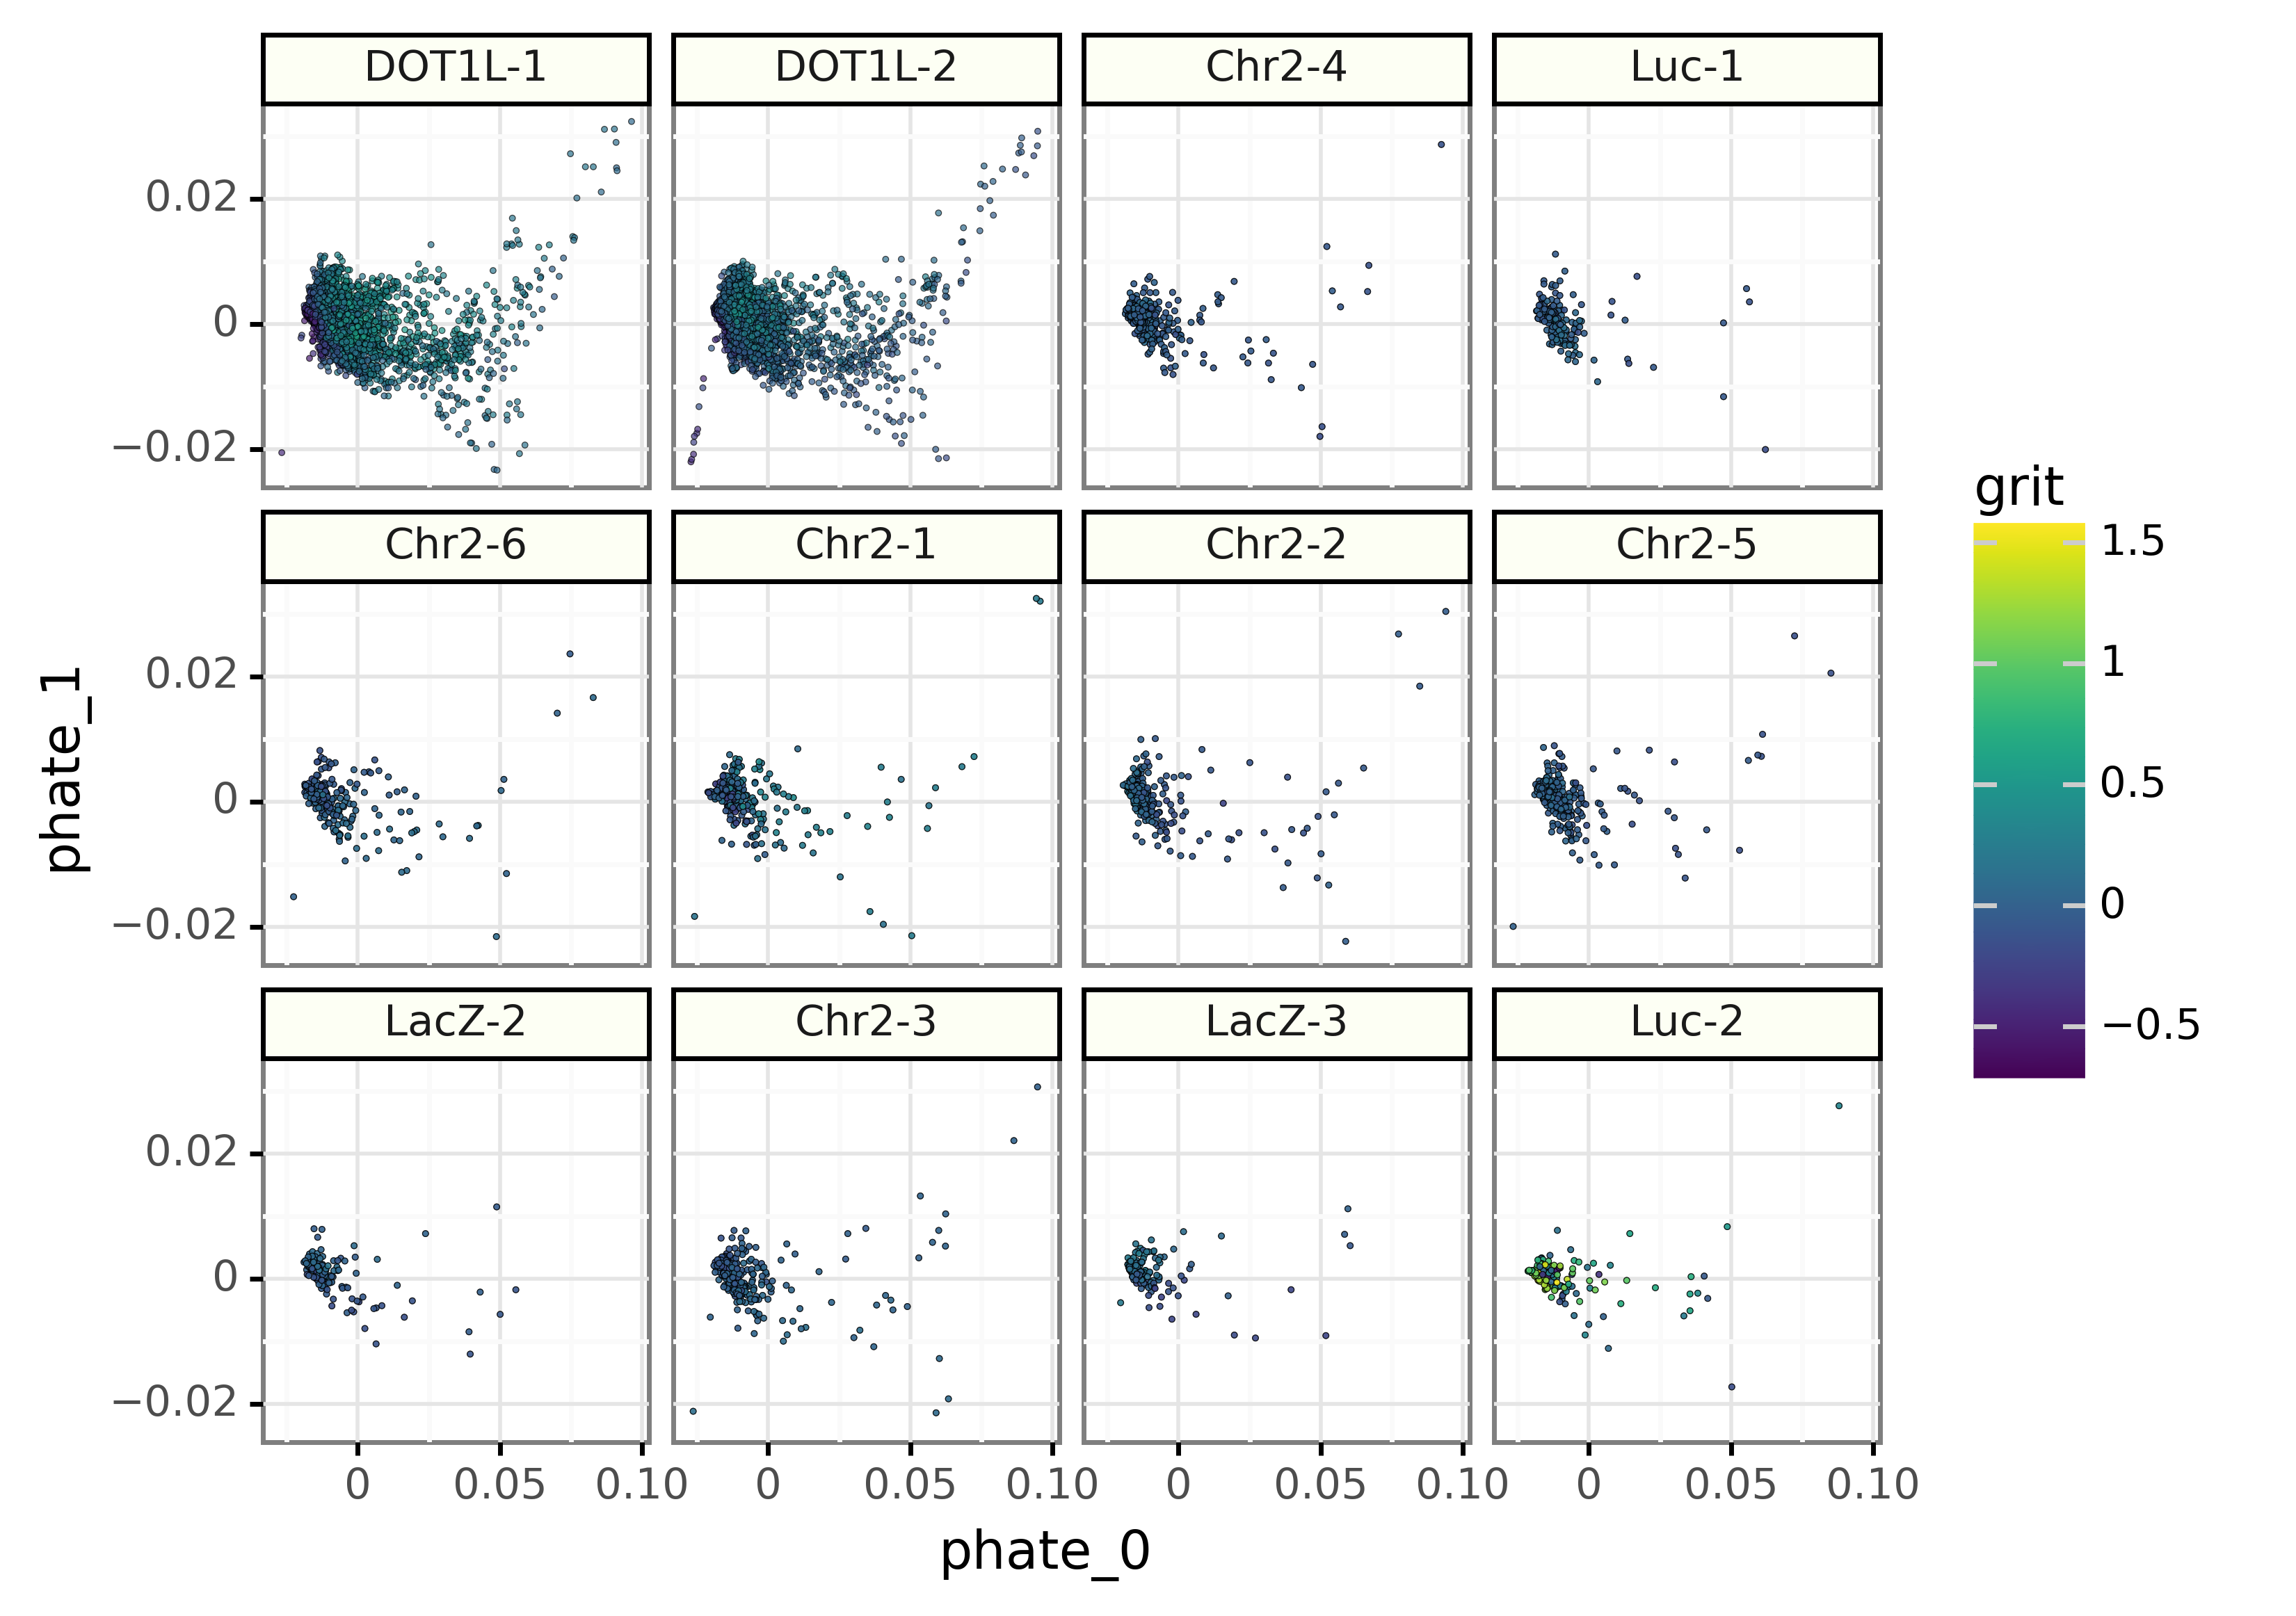 DOT1L-1 DOT1L-2 Chr2-4 Luc-1
0.02
0
−0.02
Chr2-6 Chr2-1 Chr2-2 Chr2-5
0.02
0
−0.02
LacZ-2 Chr2-3 LacZ-3 Luc-2
0.02
0
−0.02
0 0.05 0.10 0 0.05 0.10 0 0.05 0.10 0 0.05 0.10
phate_0
phate_1
grit
1.5
1
0.5
0
−0.5